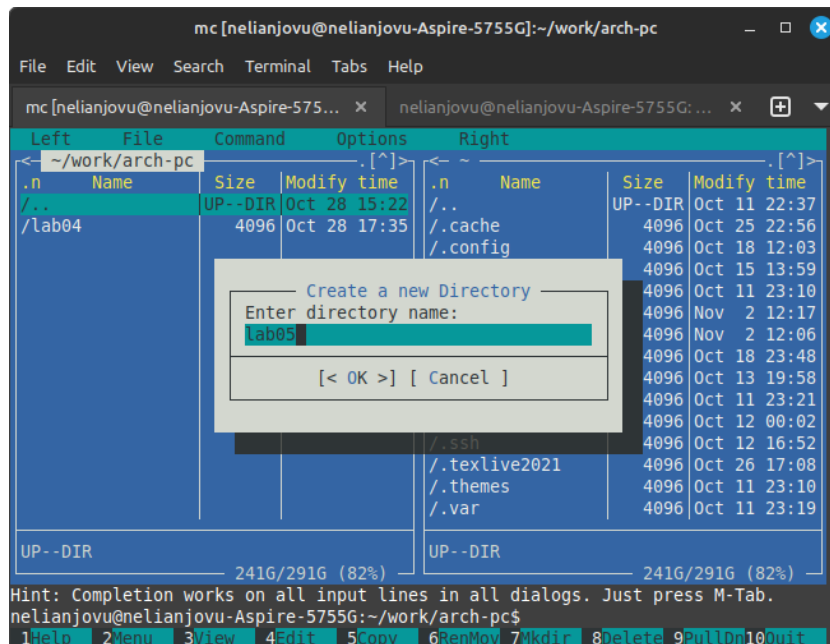 mc [nelianjovu@nelianjovu-Aspire-5755G]:~/work/arch-pc
File Edit View Search Terminal Tabs Help
mc [nelianjovu@nelianjovu-Aspire-575... × nelianjovu@nelianjovu-Aspire-5755G: ... ×
Left File Command Options Right
<─ ~/work/arch-pc ─.[^]>┐┌<─ ~ ─.[^]>
.n Name Size Modify time .n Name Size Modify time
/.. UP--DIR Oct 28 15:22 /.. UP--DIR Oct 11 22:37
/lab04 4096 Oct 28 17:35 /.cache 4096 Oct 25 22:56
/.config 4096 Oct 18 12:03
4096 Oct 15 13:59
Create a new Directory 4096 Oct 11 23:10
Enter directory name: 4096 Nov 2 12:17
lab05 4096 Nov 2 12:06
4096 Oct 18 23:48
[< OK >] [ Cancel ] 4096 Oct 13 19:58
4096 Oct 11 23:21
4096 Oct 12 00:02
/.ssh 4096 Oct 12 16:52
/.texlive2021 4096 Oct 26 17:08
/.themes 4096 Oct 11 23:10
/.var 4096 Oct 11 23:19
UP--DIR UP--DIR
241G/291G (82%) 241G/291G (82%)
Hint: Completion works on all input lines in all dialogs. Just press M-Tab.
nelianjovu@nelianjovu-Aspire-5755G:~/work/arch-pc$
1Help 2Menu 3View 4Edit 5Copy 6RenMov 7Mkdir 8Delete 9PullDn 10Quit